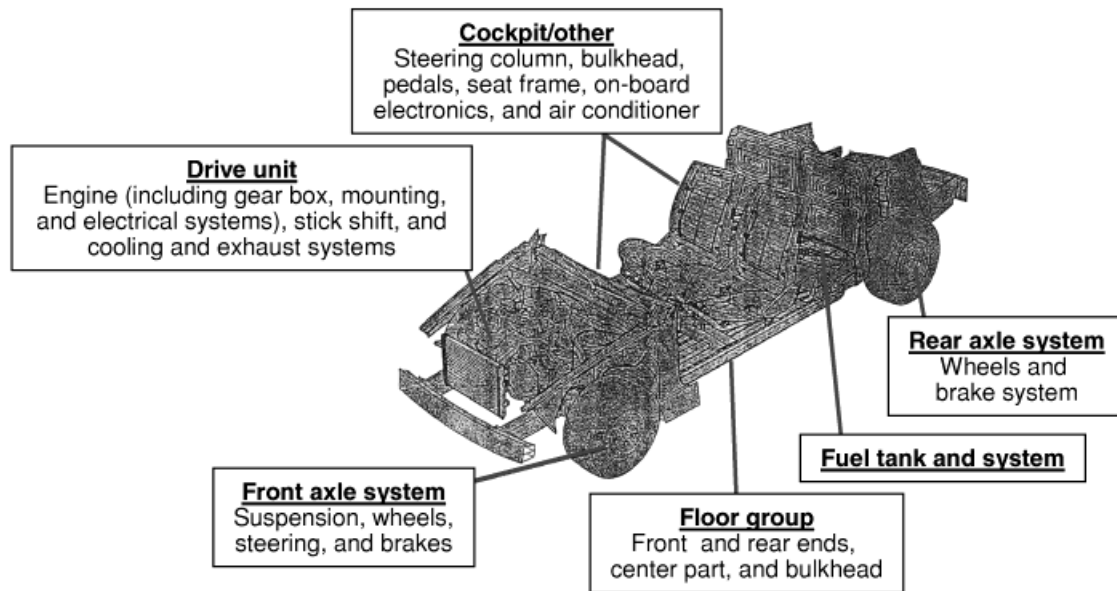 Cockpit/other
Steering column, bulkhead,
pedals, seat frame, on-board
electronics, and air conditioner
Drive unit
Engine (including gear box, mounting,
and electrical systems), stick shift, and
cooling and exhaust systems
Rear axle system
Wheels and
brake system
Fuel tank and system
Front axle system
Suspension, wheels,
steering, and brakes
Floor group
Front and rear ends,
center part, and bulkhead